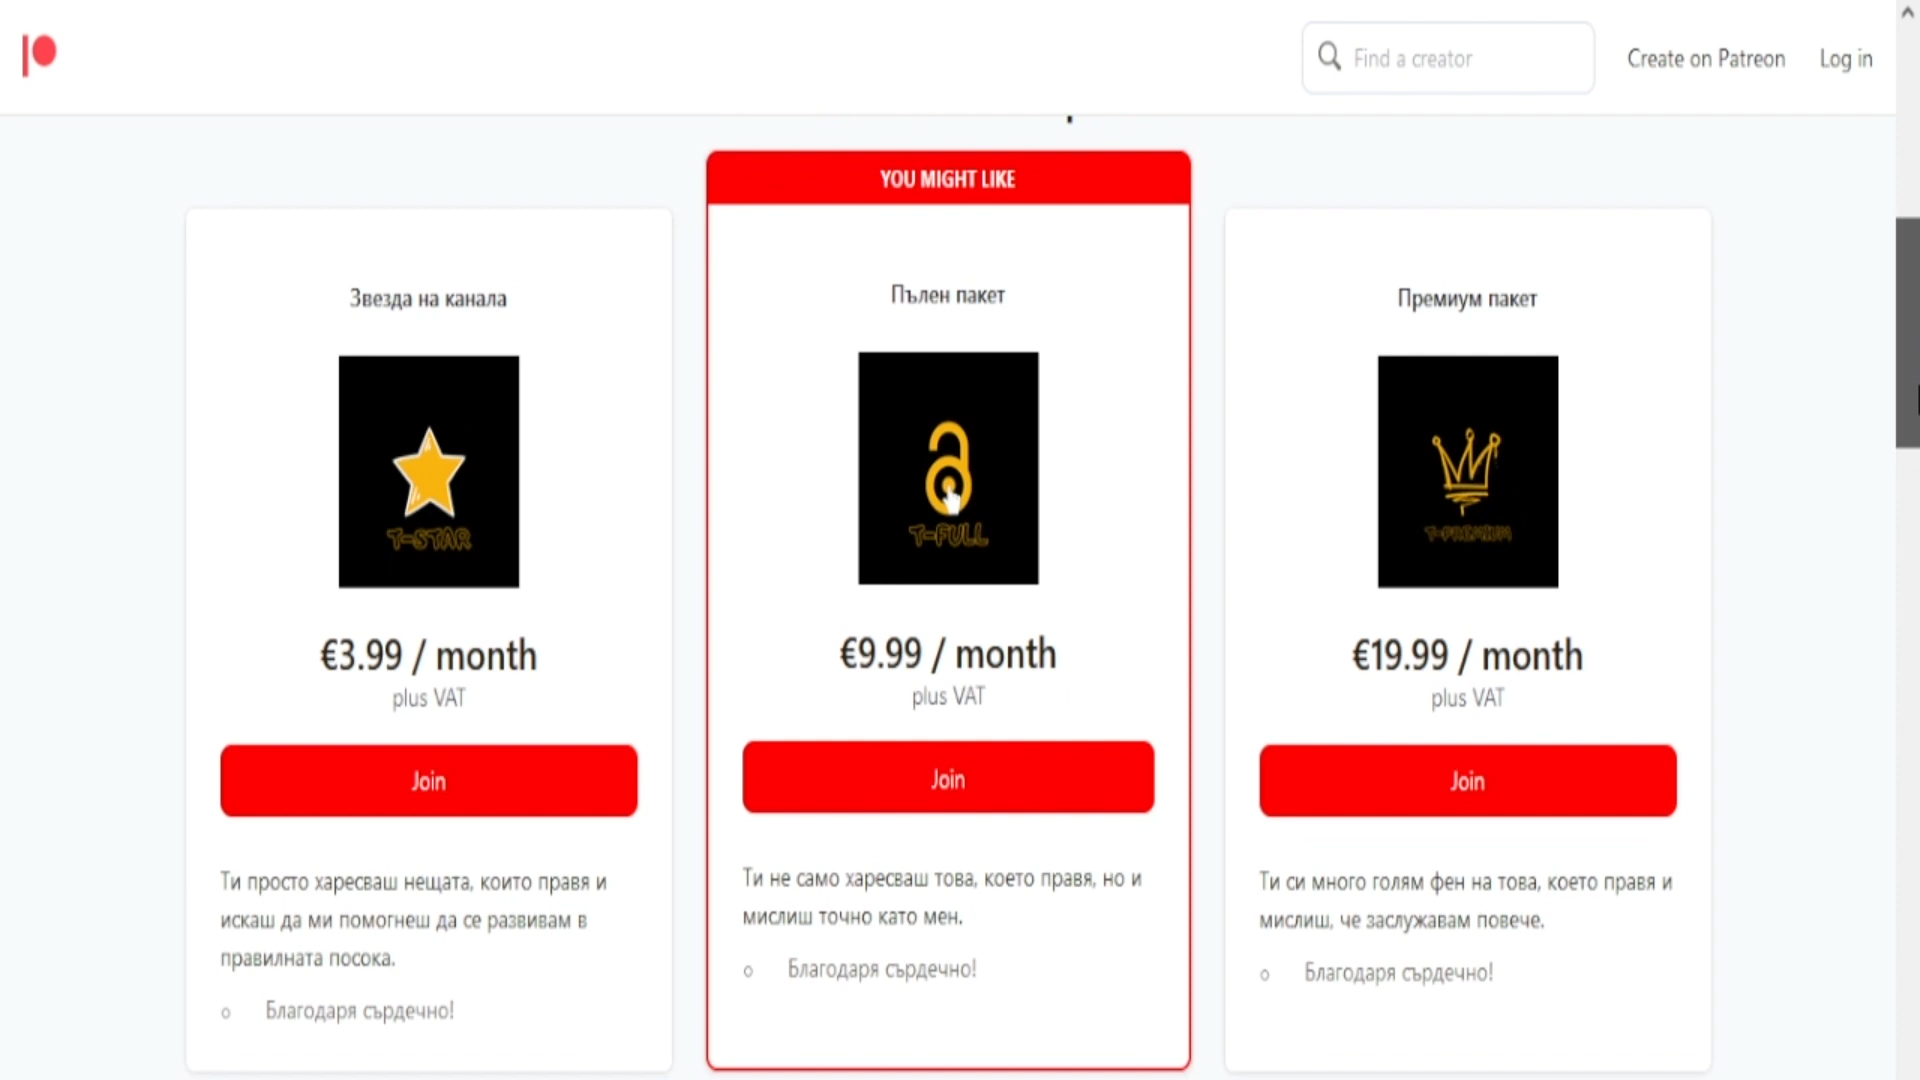 Find a creator
Create on Patreon
Log in
YOU MIGHT LIKE
Звезда на канала
T-STAR
€3.99 / month
plus VAT
Join
Ти просто харесваш нещата, които правя и
искаш да ми помогнеш да се развивам в
правилната посока.
Благодаря сърдечно!
Пълен пакет
T-FULL
€9.99 / month
plus VAT
Join
Ти не само харесваш това, което правя, но и
мислиш точно като мен.
Благодаря сърдечно!
Премиум пакет
T-PREMIUM
€19.99 / month
plus VAT
Join
Ти си много голям фен на това, което правя и
мислиш, че заслужавам повече.
Благодаря сърдечно!